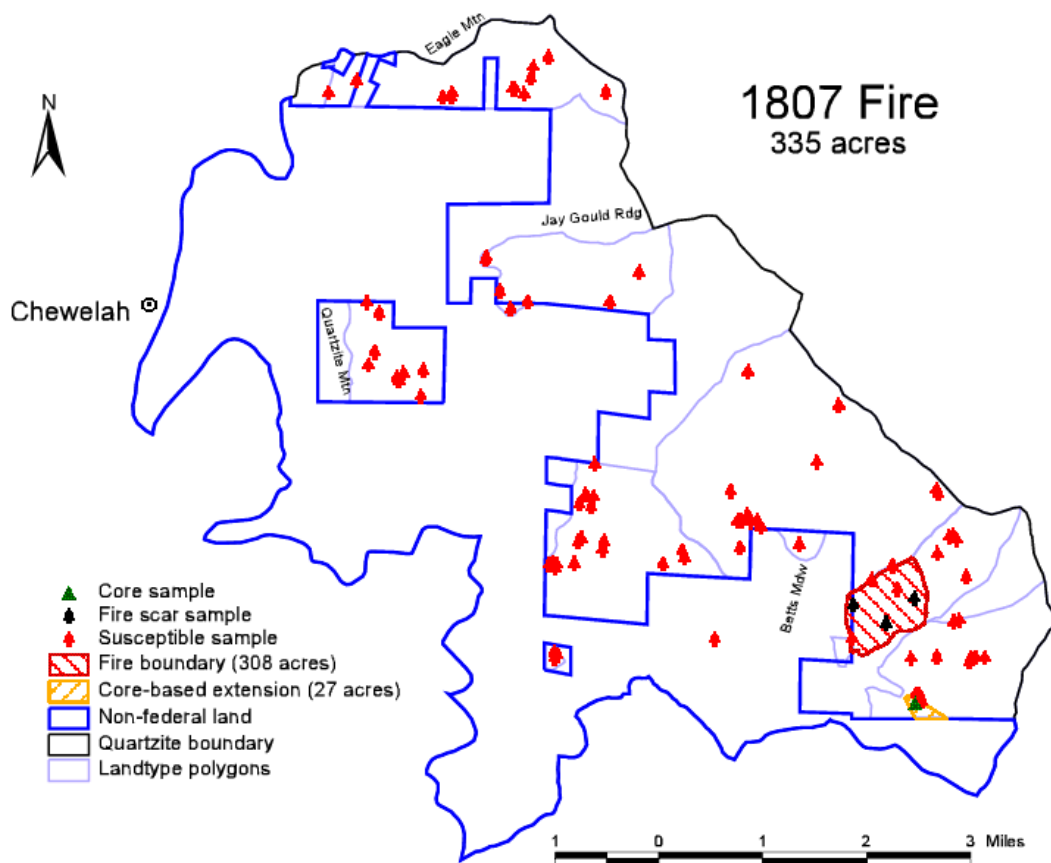 Eagle Mtn
N
1807 Fire
335 acres
Jay Gould Rdg
Chewelah
Quartzite Mtn
Betts Mdw
Core sample
Fire scar sample
Susceptible sample
Fire boundary (308 acres)
Core-based extension (27 acres)
Non-federal land
Quartzite boundary
Landtype polygons
1 0 1 2 3 Miles